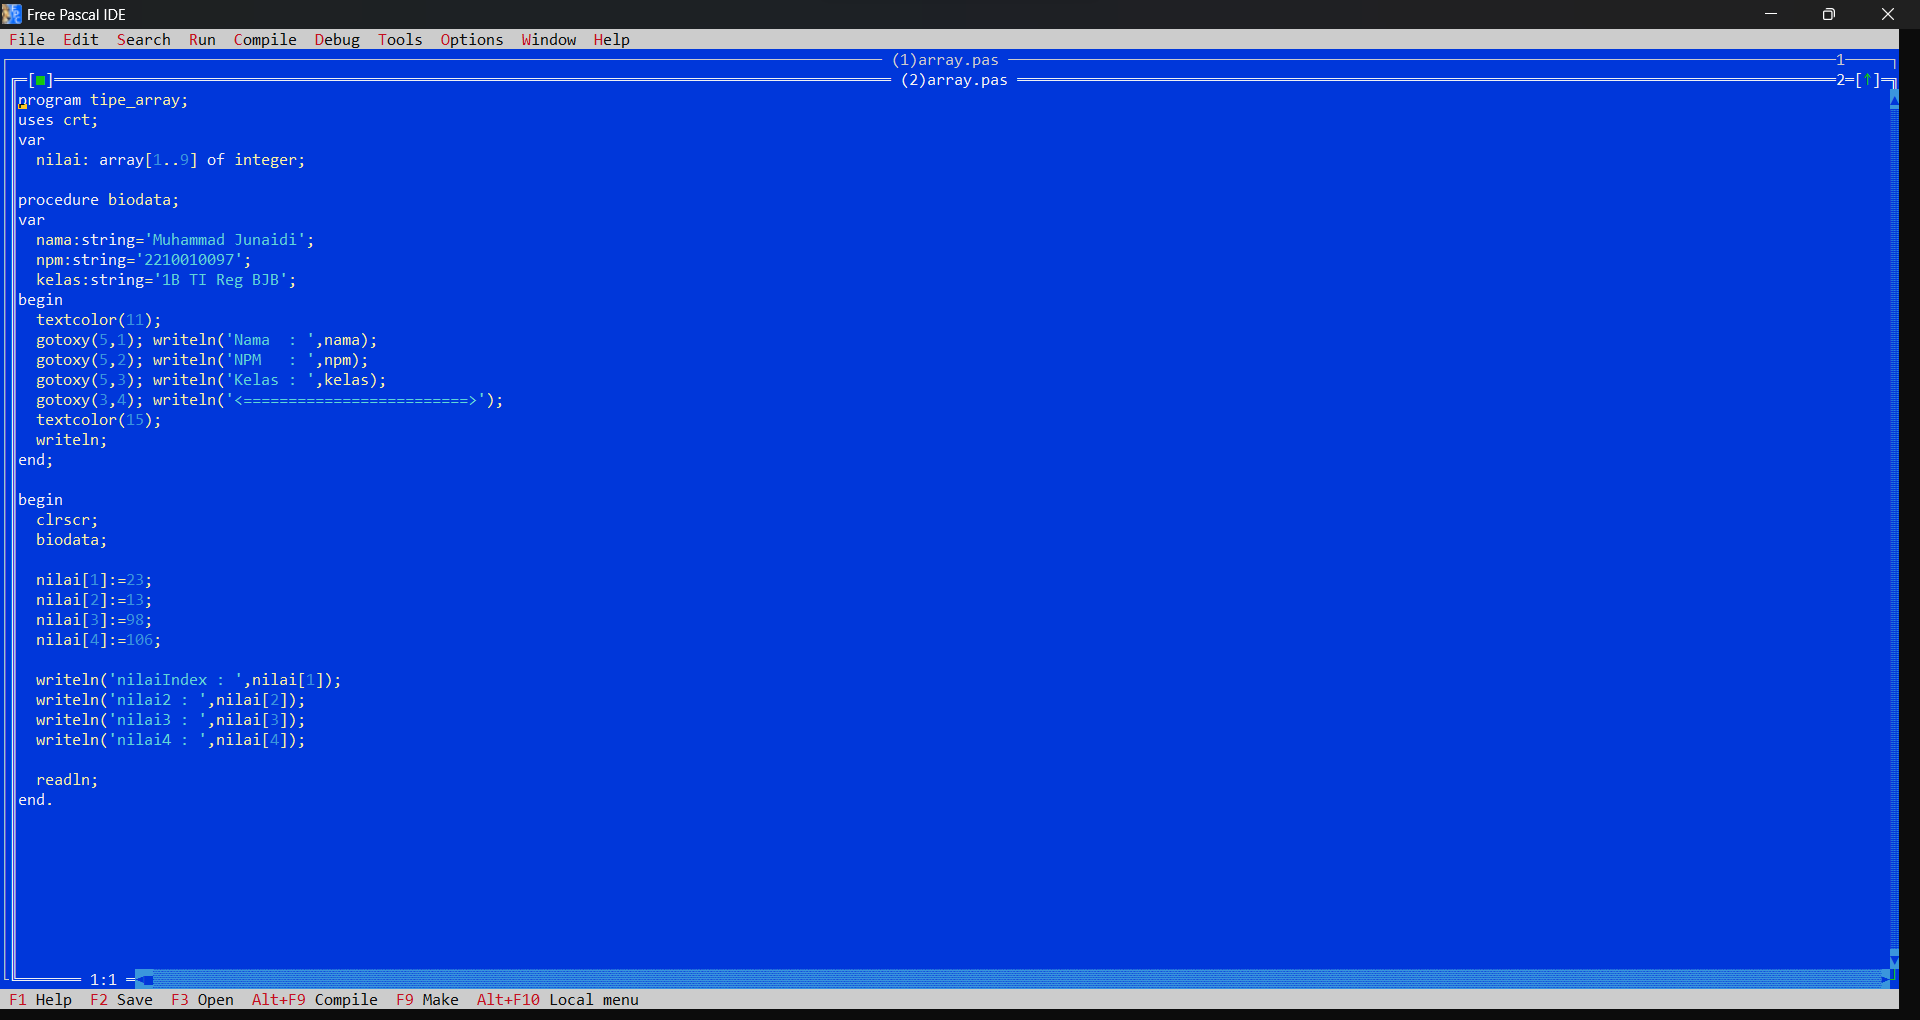 Free Pascal IDE
File Edit Search Run Compile Debug Tools Options Window Help
(1)array.pas 1
[■] (2)array.pas 2=[↑]
program tipe_array;
uses crt;
var
  nilai: array[1..9] of integer;

procedure biodata;
var
  nama:string='Muhammad Junaidi';
  npm:string='2210010097';
  kelas:string='1B TI Reg BJB';
begin
  textcolor(11);
  gotoxy(5,1); writeln('Nama  : ',nama);
  gotoxy(5,2); writeln('NPM   : ',npm);
  gotoxy(5,3); writeln('Kelas : ',kelas);
  gotoxy(3,4); writeln('<=========================>');
  textcolor(15);
  writeln;
end;

begin
  clrscr;
  biodata;

  nilai[1]:=23;
  nilai[2]:=13;
  nilai[3]:=98;
  nilai[4]:=106;

  writeln('nilaiIndex : ',nilai[1]);
  writeln('nilai2 : ',nilai[2]);
  writeln('nilai3 : ',nilai[3]);
  writeln('nilai4 : ',nilai[4]);

  readln;
end.
1:1
F1 Help F2 Save F3 Open Alt+F9 Compile F9 Make Alt+F10 Local menu